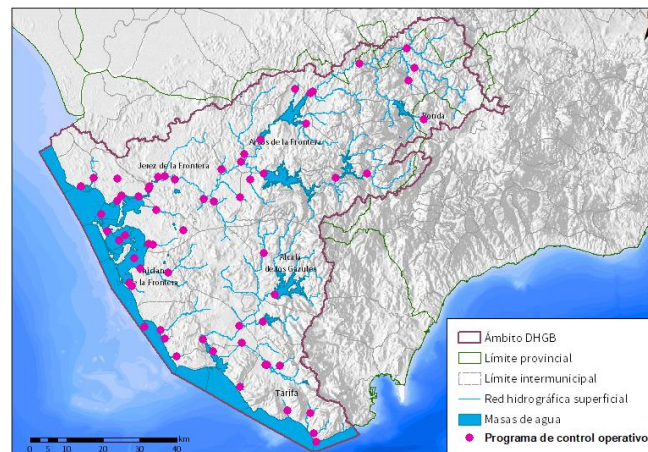 Ronda
Arcos de la Frontera
Jerez de la Frontera
Alcalá
de los Gazules
Chiclana
de la Frontera
Tarifa
km
0 10 20 30 40
Ámbito DHGB
Límite provincial
Límite intermunicipal
Red hidrográfica superficial
Masas de agua
Programa de control operativo